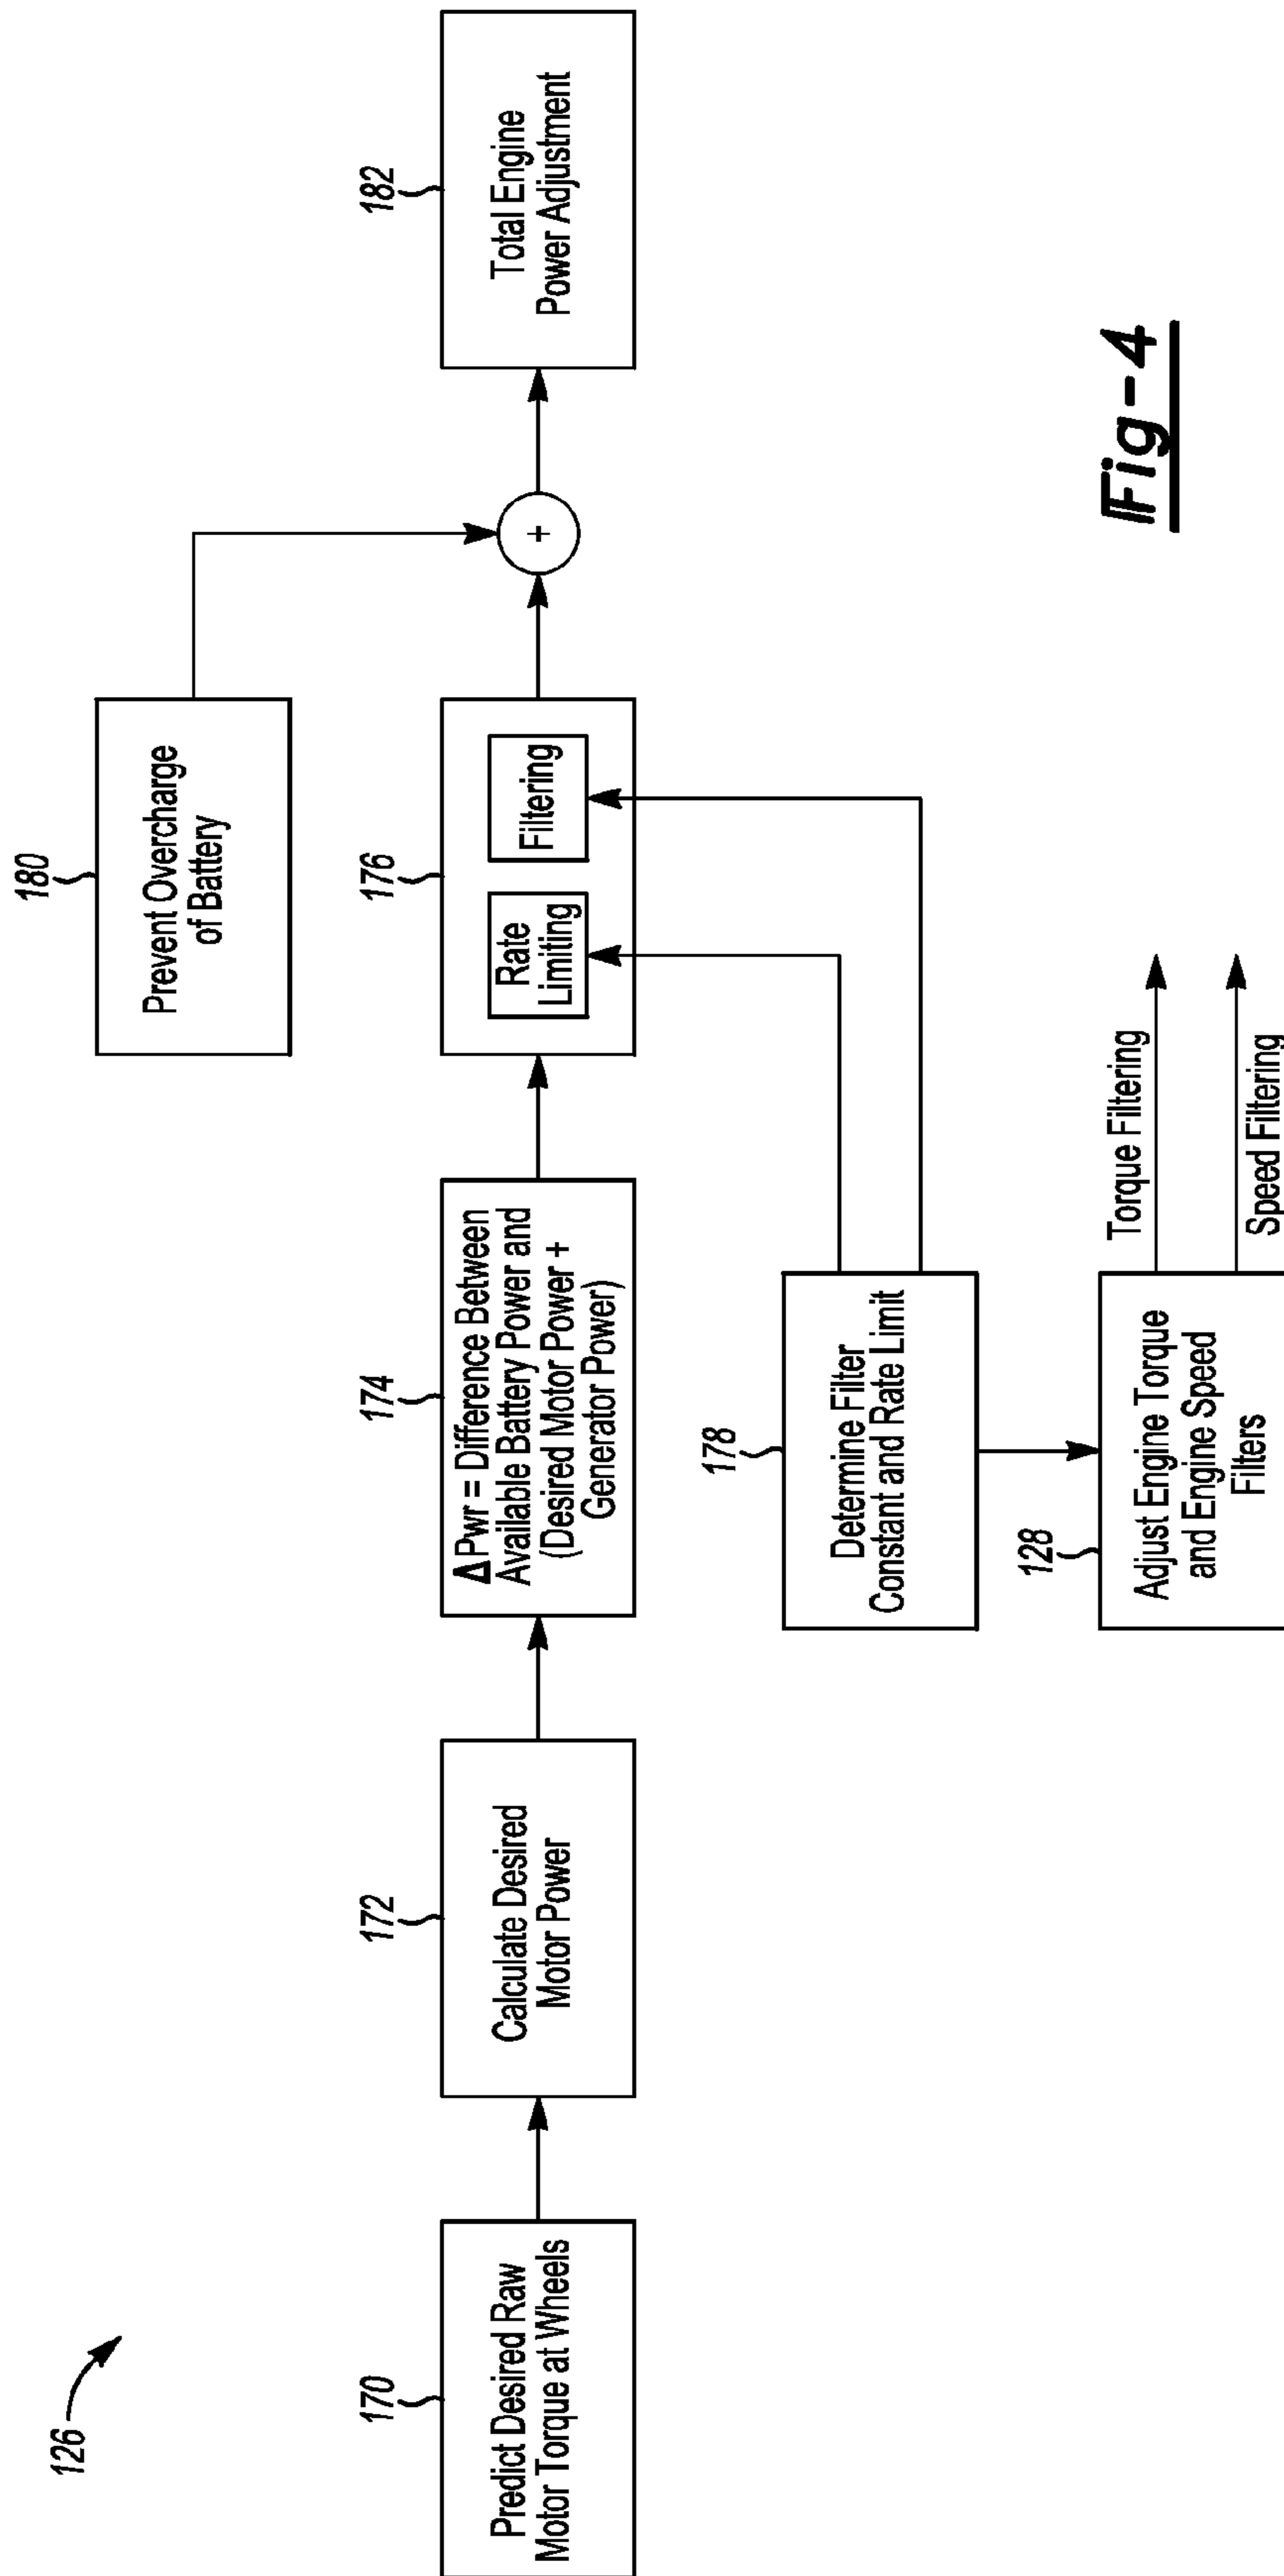 126
170
Predict Desired Raw
Motor Torque at Wheels
172
Calculate Desired
Motor Power
174
ΔPwr = Difference Between
Available Battery Power and
(Desired Motor Power +
Generator Power)
176
Rate
Limiting
Filtering
180
Prevent Overcharge
of Battery
+
182
Total Engine
Power Adjustment
178
Determine Filter
Constant and Rate Limit
128
Adjust Engine Torque
and Engine Speed
Filters
Torque Filtering
Speed Filtering
Fig-4